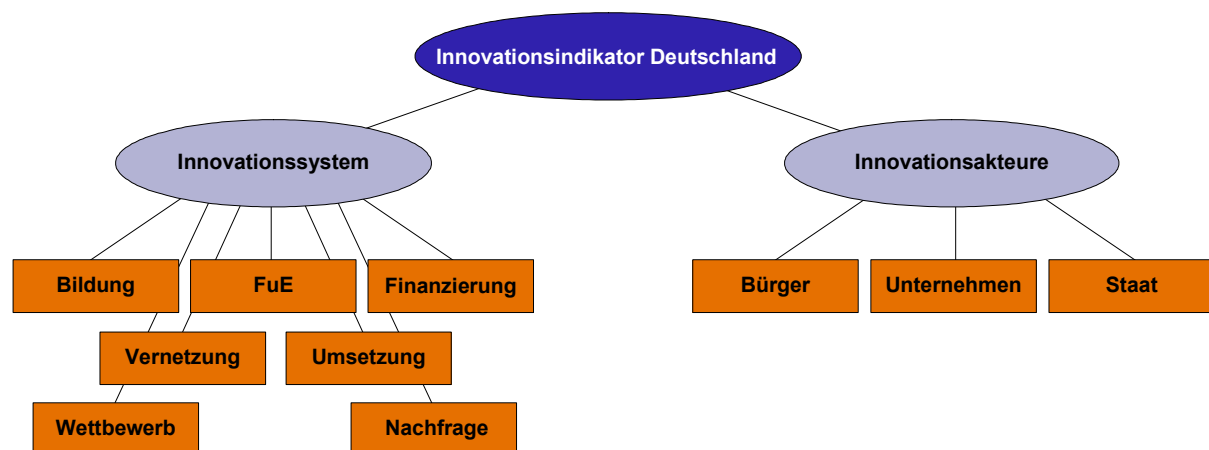 Innovationsindikator Deutschland
Innovationssystem
Innovationsakteure
Bildung
FuE
Finanzierung
Bürger
Unternehmen
Staat
Vernetzung
Umsetzung
Wettbewerb
Nachfrage